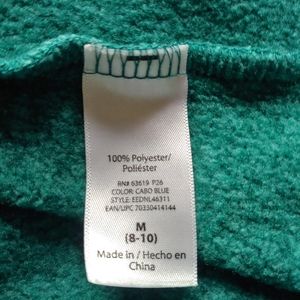 100% Polyester/
Poliéster
RN# 63619 P26
COLOR: CABO BLUE
STYLE: EEDNL46311
EAN/UPC 70330414144
M
(8-10)
Made in / Hecho en
China